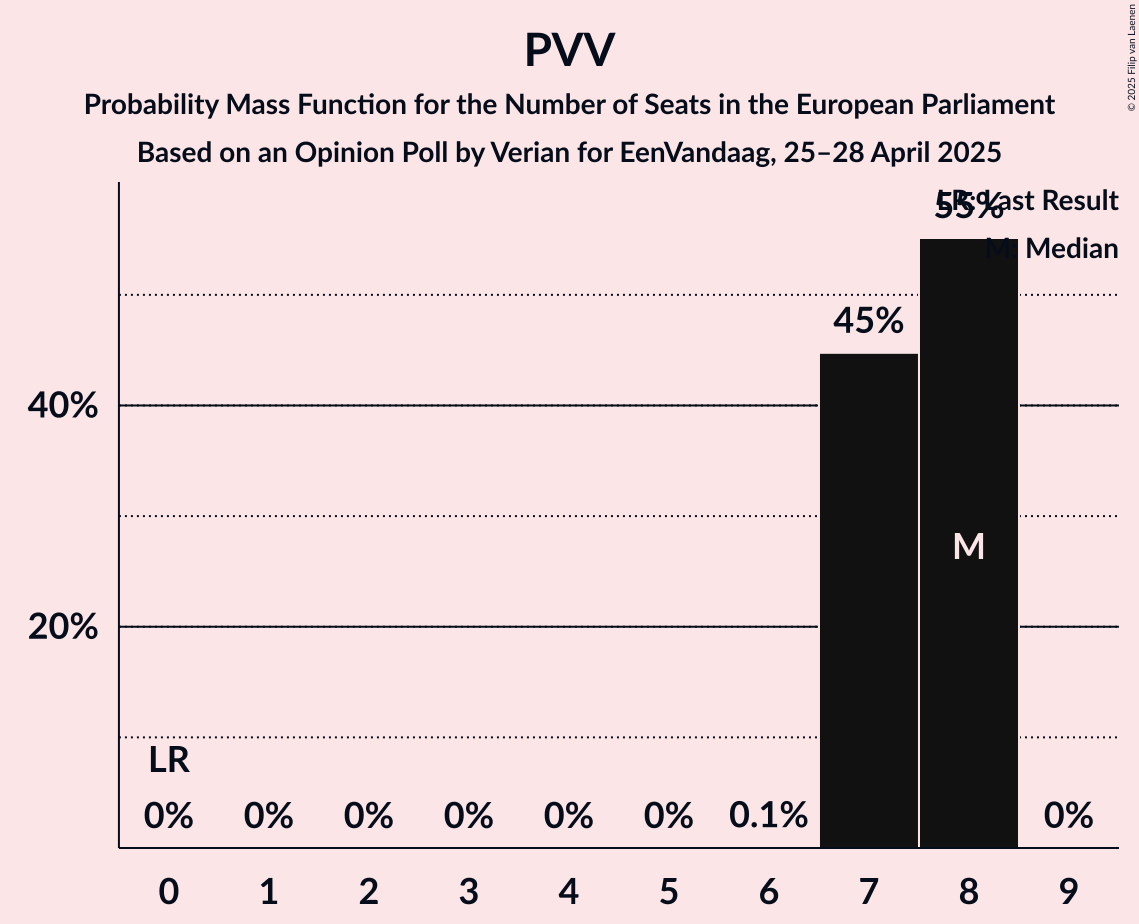 PVV
Probability Mass Function for the Number of Seats in the European Parliament
Based on an Opinion Poll by Verian for EenVandaag, 25–28 April 2025
© 2025 Filip van Laenen
LR: Last Result
55%
M: Median
45%
40%
M
20%
LR
0% 0% 0% 0% 0% 0% 0.1% 0%
0 1 2 3 4 5 6 7 8 9